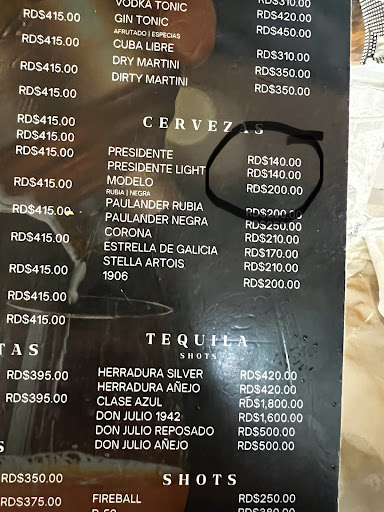 RD$415.00
RD$415.00
RD$415.00
RD$415.00
RD$415.00
RD$415.00
RD$415.00
RD$415.00
RD$415.00
RD$415.00
RD$415.00
RD$415.00
TAS
RD$395.00
RD$395.00
S
RD$350.00
RD$375.00
VODKA TONIC RD$310.00
GIN TONIC RD$420.00
AFRUTADO | ESPECIAS RD$450.00
CUBA LIBRE RD$310.00
DRY MARTINI RD$350.00
DIRTY MARTINI RD$350.00
CERVEZAS
PRESIDENTE RD$140.00
PRESIDENTE LIGHT RD$140.00
MODELO RD$200.00
RUBIA | NEGRA
PAULANDER RUBIA RD$200.00
PAULANDER NEGRA RD$250.00
CORONA RD$210.00
ESTRELLA DE GALICIA RD$170.00
STELLA ARTOIS RD$210.00
1906 RD$200.00
TEQUILA
SHOTS
HERRADURA SILVER RD$420.00
HERRADURA AÑEJO RD$420.00
CLASE AZUL RD$1,800.00
DON JULIO 1942 RD$1,600.00
DON JULIO REPOSADO RD$500.00
DON JULIO AÑEJO RD$500.00
SHOTS
FIREBALL RD$250.00